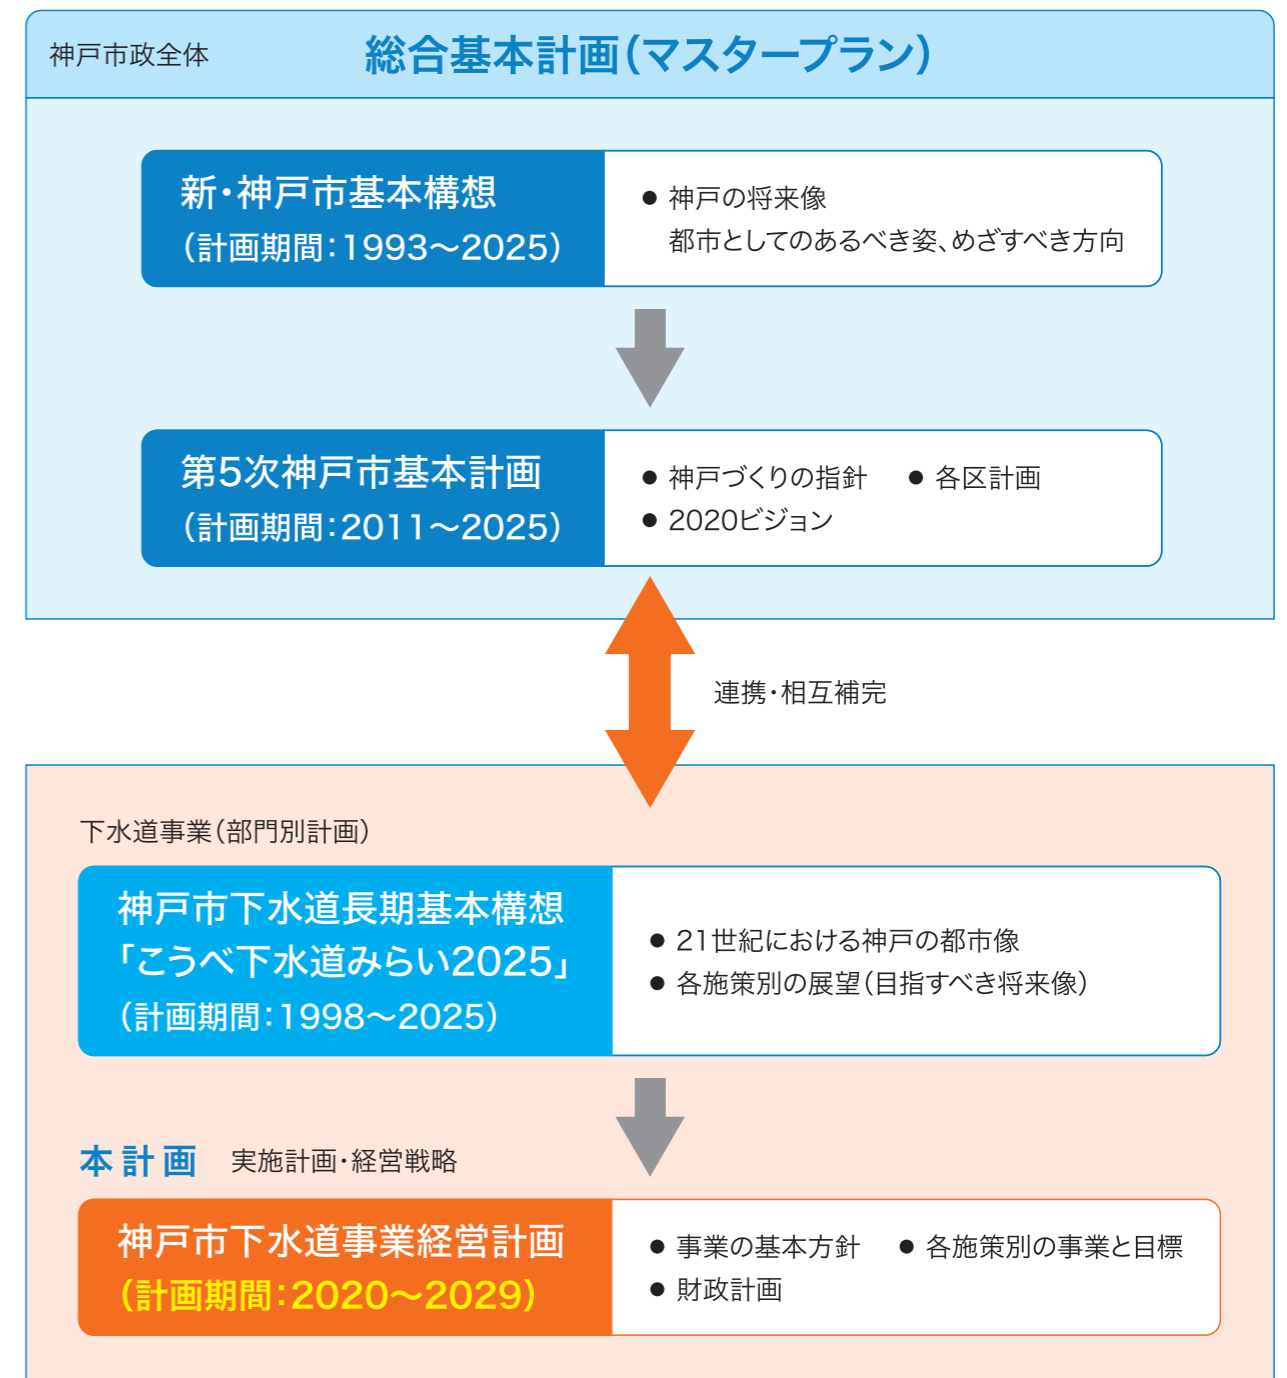 神戸市政全体
総合基本計画（マスタープラン）
新・神戸市基本構想
（計画期間：1993～2025）
● 神戸の将来像
都市としてのあるべき姿、めざすべき方向
第5次神戸市基本計画
（計画期間：2011～2025）
● 神戸づくりの指針　● 各区計画
● 2020ビジョン
連携・相互補完
下水道事業（部門別計画）
神戸市下水道長期基本構想
「こうべ下水道みらい2025」
（計画期間：1998～2025）
● 21世紀における神戸の都市像
● 各施策別の展望（目指すべき将来像）
本計画　実施計画・経営戦略
神戸市下水道事業経営計画
（計画期間：2020～2029）
● 事業の基本方針　● 各施策別の事業と目標
● 財政計画